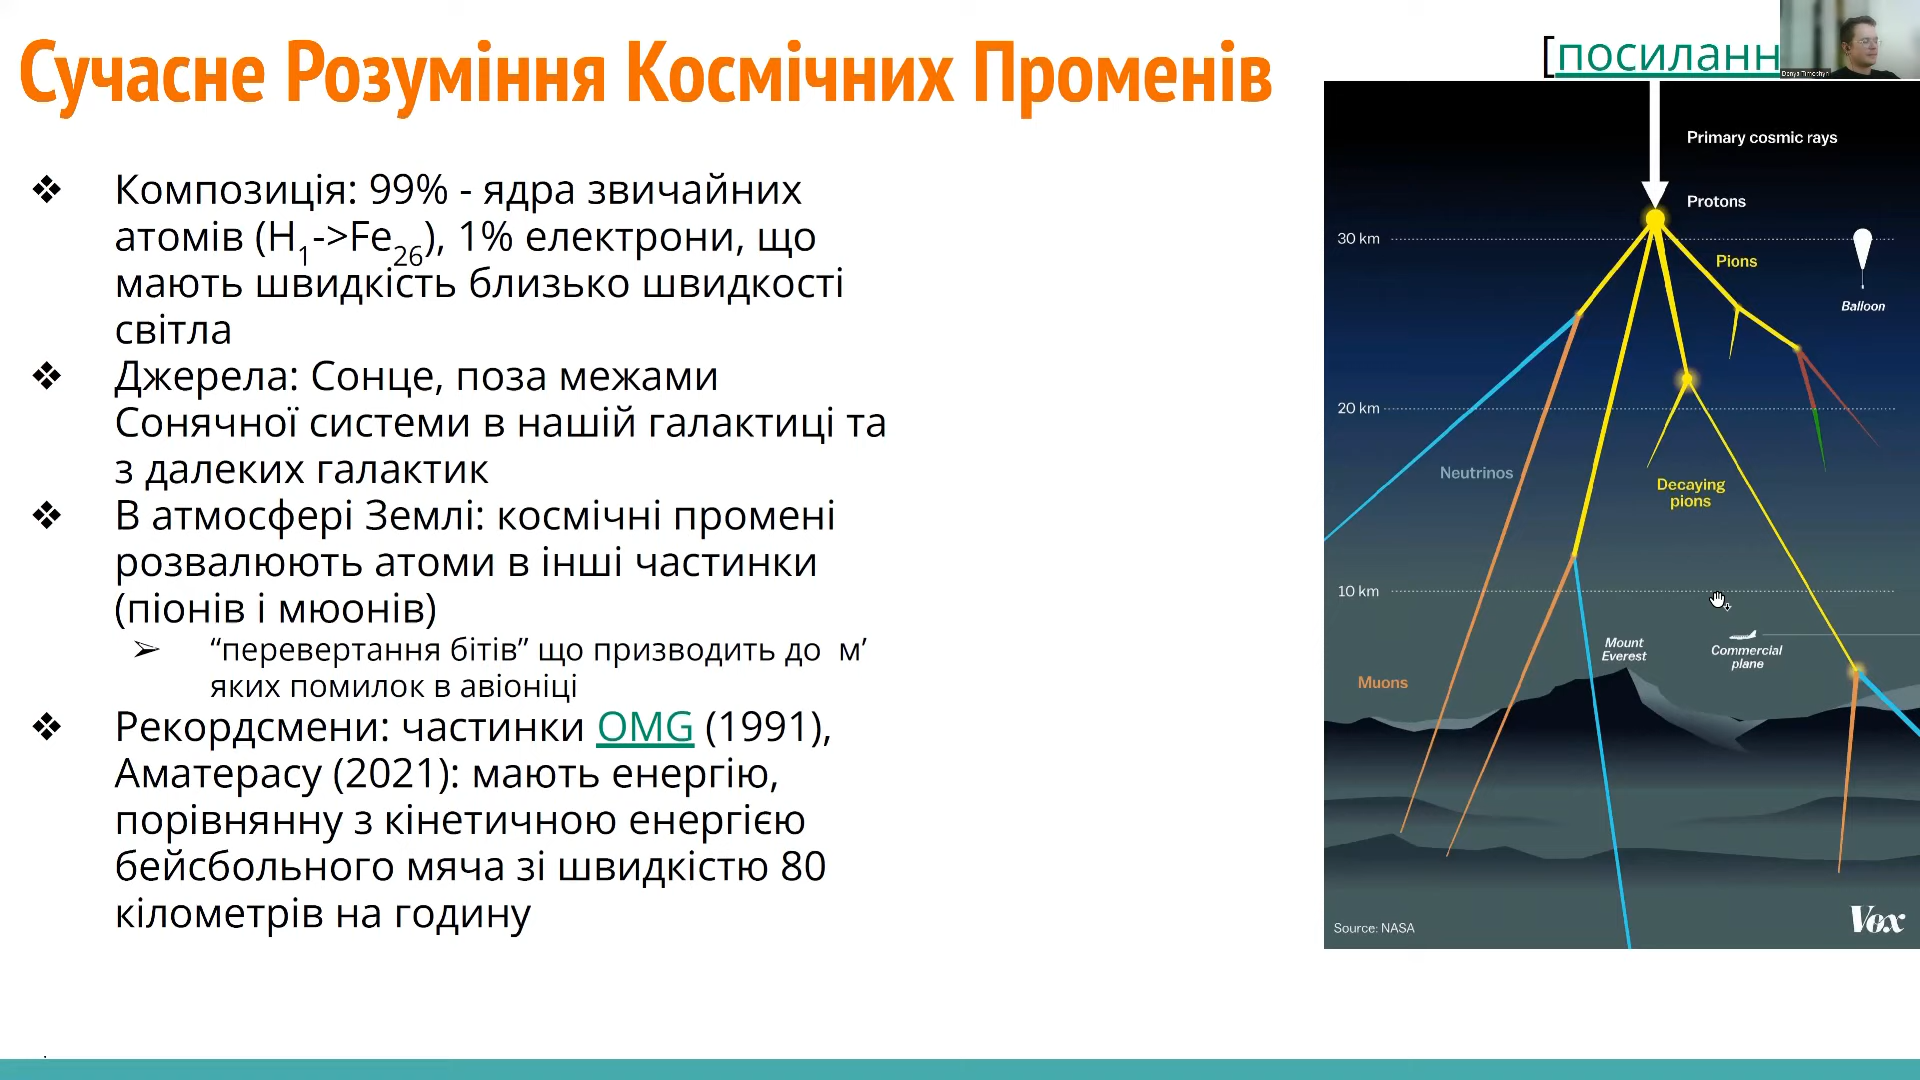 Сучасне Розуміння Космічних Променів
[посиланн
Denys Timoshyn
❖ Композиція: 99% - ядра звичайних
атомів (H1->Fe26), 1% електрони, що
мають швидкість близько швидкості
світла
❖ Джерела: Сонце, поза межами
Сонячної системи в нашій галактиці та
з далеких галактик
❖ В атмосфері Землі: космічні промені
розвалюють атоми в інші частинки
(піонів і мюонів)
➢ “перевертання бітів” що призводить до м’
яких помилок в авіоніці
❖ Рекордсмени: частинки OMG (1991),
Аматерасу (2021): мають енергію,
порівнянну з кінетичною енергією
бейсбольного мяча зі швидкістю 80
кілометрів на годину
Primary cosmic rays
Protons
30 km
Pions
Balloon
20 km
Neutrinos
Decaying
pions
10 km
Mount
Everest
Commercial
plane
Muons
Source: NASA
Vox